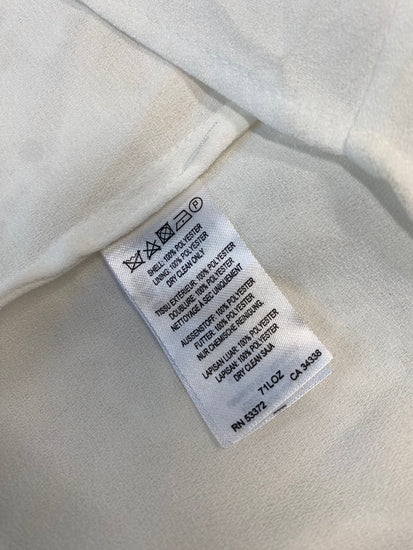 P
SHELL: 100% POLYESTER
LINING: 100% POLYESTER
DRY CLEAN ONLY
TISSU EXTÉRIEUR: 100% POLYESTER
DOUBLURE: 100% POLYESTER
NETTOYAGE À SEC UNIQUEMENT
AUSSENSTOFF: 100% POLYESTER
FUTTER: 100% POLYESTER
NUR CHEMISCHE REINIGUNG.
LAPISAN LUAR: 100% POLYESTER
LAPISAN: 100% POLYESTER
DRY CLEAN SAJA
71LOZ
RN 53372 CA 34338